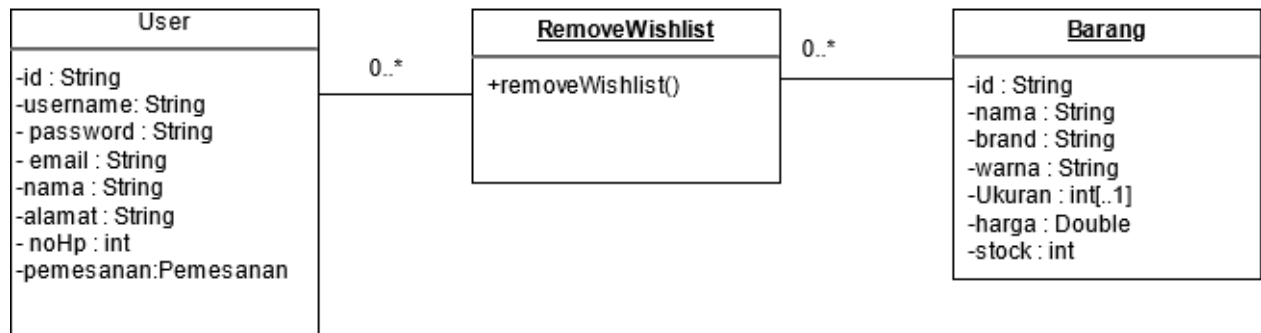 User
-id : String
-username: String
- password : String
- email : String
-nama : String
-alamat : String
- noHp : int
-pemesanan:Pemesanan
0..*
RemoveWishlist
+removeWishlist()
0..*
Barang
-id : String
-nama : String
-brand : String
-warna : String
-Ukuran : int[..1]
-harga : Double
-stock : int